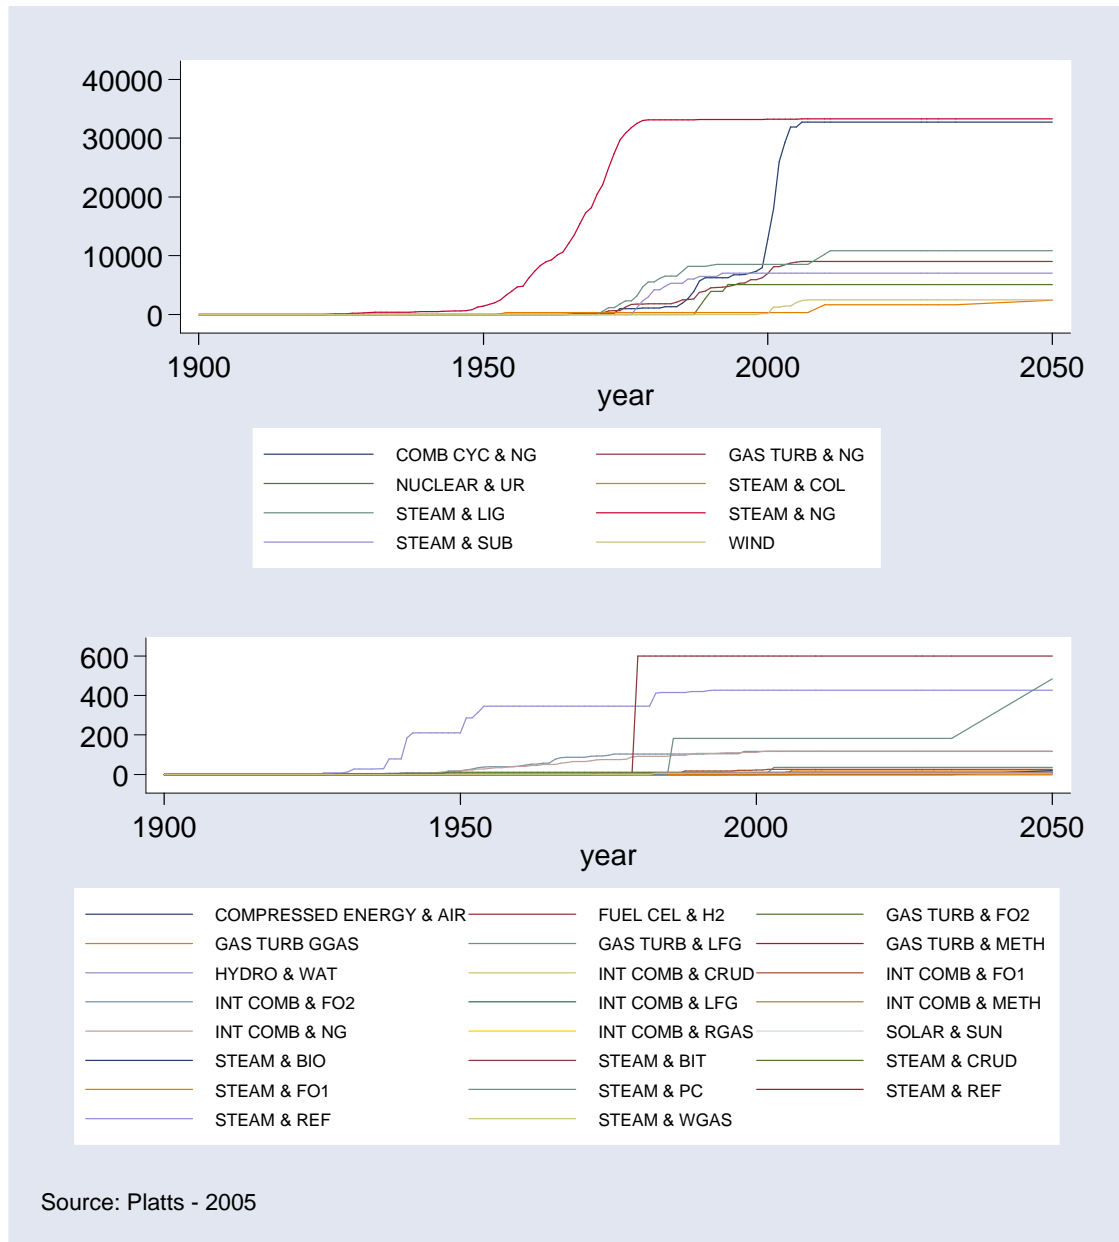 40000
30000
20000
10000
0
1900 1950 2000 2050
year
COMB CYC & NG GAS TURB & NG
NUCLEAR & UR STEAM & COL
STEAM & LIG STEAM & NG
STEAM & SUB WIND
600
400
200
0
1900 1950 2000 2050
year
COMPRESSED ENERGY & AIR FUEL CEL & H2 GAS TURB & FO2
GAS TURB GGAS GAS TURB & LFG GAS TURB & METH
HYDRO & WAT INT COMB & CRUD INT COMB & FO1
INT COMB & FO2 INT COMB & LFG INT COMB & METH
INT COMB & NG INT COMB & RGAS SOLAR & SUN
STEAM & BIO STEAM & BIT STEAM & CRUD
STEAM & FO1 STEAM & PC STEAM & REF
STEAM & REF STEAM & WGAS
Source: Platts - 2005